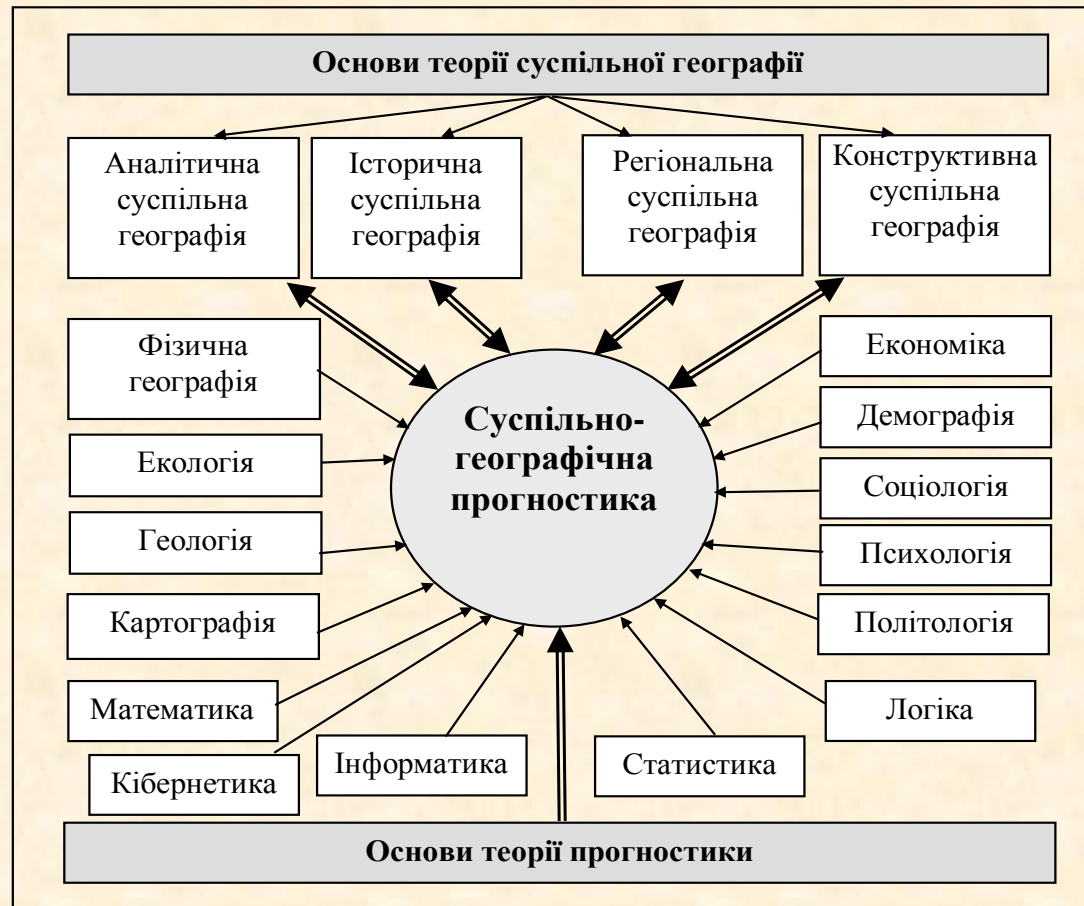 Основи теорії суспільної географії
Аналітична
суспільна
географія
Історична
суспільна
географія
Регіональна
суспільна
географія
Конструктивна
суспільна
географія
Фізична
географія
Екологія
Геологія
Картографія
Математика
Кібернетика
Інформатика
Суспільно-
географічна
прогностика
Економіка
Демографія
Соціологія
Психологія
Політологія
Логіка
Статистика
Основи теорії прогностики